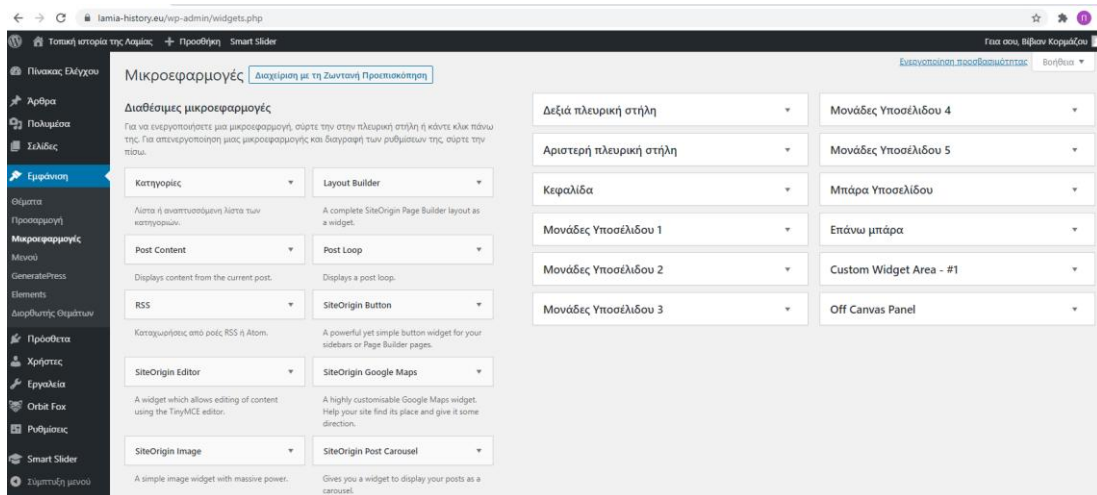 lamia-history.eu/wp-admin/widgets.php
Π
Τοπική ιστορία της Λαμίας + Προσθήκη Smart Slider
Γεια σου, Βίβιαν Κορμάζου
Πίνακας Ελέγχου
Άρθρα
Πολυμέσα
Σελίδες
Εμφάνιση
Θέματα
Προσαρμογή
Μικροεφαρμογές
Μενού
GeneratePress
Elements
Διορθωτής Θεμάτων
Πρόσθετα
Χρήστες
Εργαλεία
Orbit Fox
Ρυθμίσεις
Smart Slider
Σύμπτυξη μενού
Ενεργοποίηση προσβασιμότητας
Βοήθεια
Μικροεφαρμογές
Διαχείριση με τη Ζωντανή Προεπισκόπηση
Διαθέσιμες μικροεφαρμογές
Για να ενεργοποιήσετε μια μικροεφαρμογή, σύρτε την στην πλευρική στήλη ή κάντε κλικ πάνω
της. Για απενεργοποίηση μιας μικροεφαρμογής και διαγραφή των ρυθμίσεων της, σύρτε την
πίσω.
Κατηγορίες
Λίστα ή αναπτυσσόμενη λίστα των
κατηγοριών.
Layout Builder
A complete SiteOrigin Page Builder layout as
a widget.
Post Content
Displays content from the current post.
Post Loop
Displays a post loop.
RSS
Καταχωρήσεις από ροές RSS ή Atom.
SiteOrigin Button
A powerful yet simple button widget for your
sidebars or Page Builder pages.
SiteOrigin Editor
A widget which allows editing of content
using the TinyMCE editor.
SiteOrigin Google Maps
A highly customisable Google Maps widget.
Help your site find its place and give it some
direction.
SiteOrigin Image
A simple image widget with massive power.
SiteOrigin Post Carousel
Gives you a widget to display your posts as a
carousel.
Δεξιά πλευρική στήλη
Αριστερή πλευρική στήλη
Κεφαλίδα
Μονάδες Υποσέλιδου 1
Μονάδες Υποσέλιδου 2
Μονάδες Υποσέλιδου 3
Μονάδες Υποσέλιδου 4
Μονάδες Υποσέλιδου 5
Μπάρα Υποσελίδου
Επάνω μπάρα
Custom Widget Area - #1
Off Canvas Panel